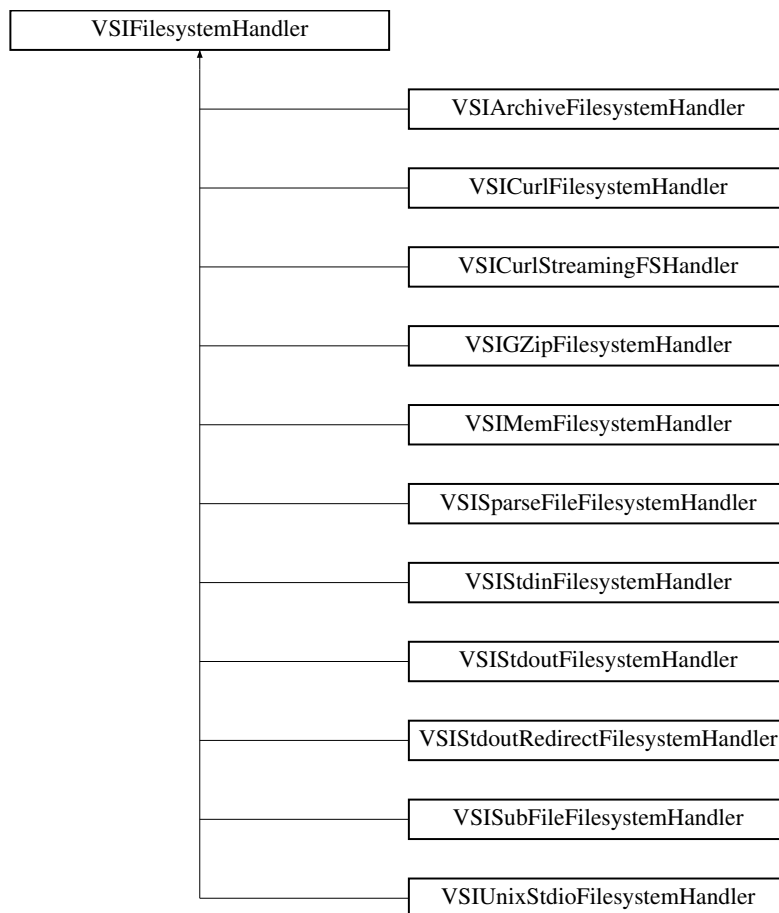 VSIFilesystemHandler
VSIArchiveFilesystemHandler
VSICurlFilesystemHandler
VSICurlStreamingFSHandler
VSIGZipFilesystemHandler
VSIMemFilesystemHandler
VSISparseFileFilesystemHandler
VSIStdinFilesystemHandler
VSIStdoutFilesystemHandler
VSIStdoutRedirectFilesystemHandler
VSISubFileFilesystemHandler
VSIUnixStdioFilesystemHandler